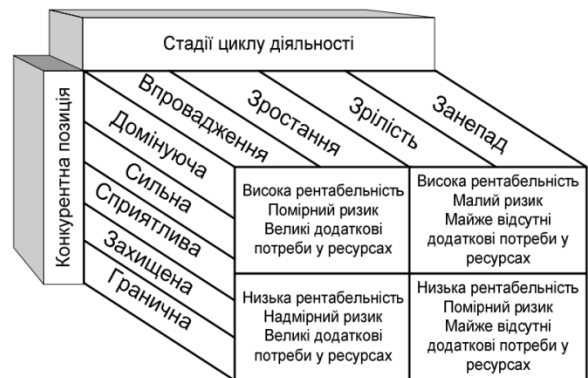 Стадії циклу діяльності
Конкурентна позиція
Впровадження
Зростання
Зрілість
Занепад
Домінуюча
Сильна
Сприятлива
Захищена
Гранична
Висока рентабельність
Помірний ризик
Великі додаткові
потреби у ресурсах
Висока рентабельність
Малий ризик
Майже відсутні
додаткові потреби у
ресурсах
Низька рентабельність
Надмірний ризик
Великі додаткові
потреби у ресурсах
Низька рентабельність
Помірний ризик
Майже відсутні
додаткові потреби у
ресурсах